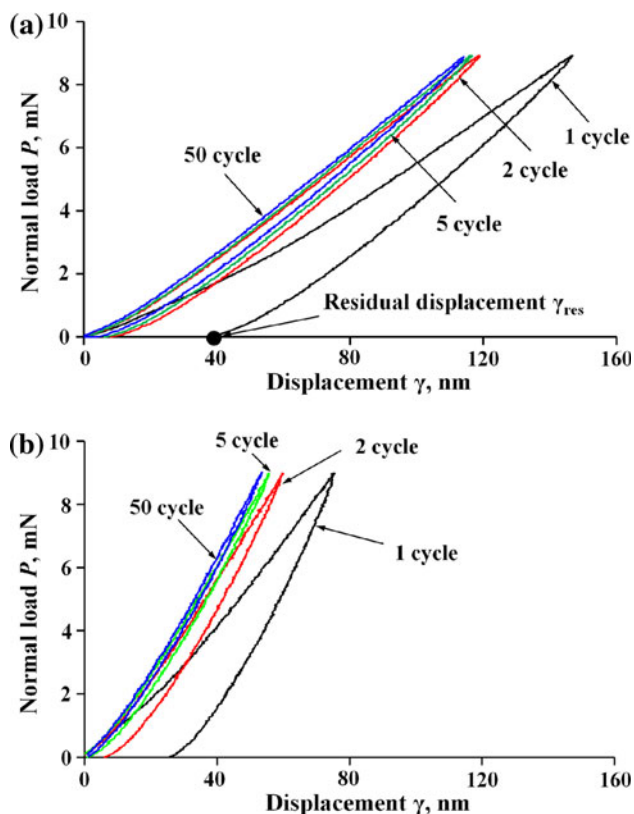 (a)
10
8
6
4
2
0
Normal load P, mN
50 cycle
1 cycle
2 cycle
5 cycle
Residual displacement γres
0 40 80 120 160
Displacement γ, nm
(b)
10
8
6
4
2
0
Normal load P, mN
5 cycle
2 cycle
50 cycle
1 cycle
0 40 80 120 160
Displacement γ, nm